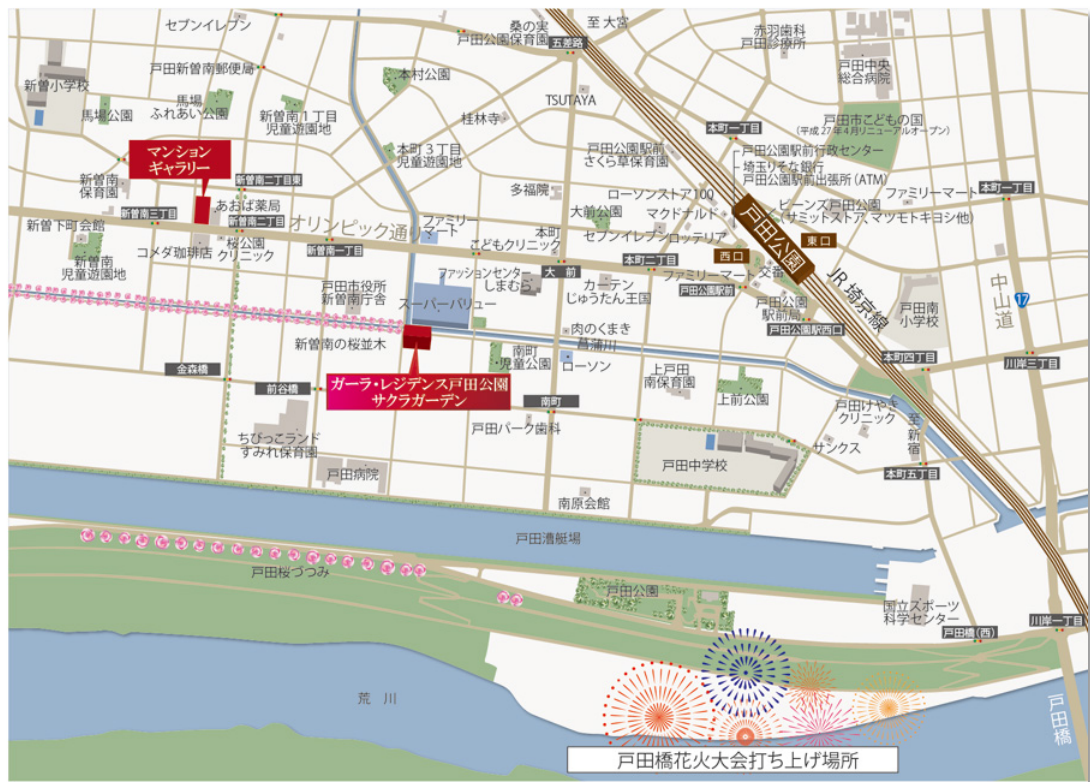 セブンイレブン
桑の実
戸田公園保育園
至 大宮
五差路
赤羽歯科
戸田診療所
戸田中央
総合病院
新曽小学校
戸田新曽南郵便局
本村公園
馬場公園
馬場
ふれあい公園
新曽南1丁目
児童遊園地
TSUTAYA
桂林寺
戸田市こどもの国
(平成27年4月リニューアルオープン)
本町一丁目
マンション
ギャラリー
本町3丁目
児童遊園地
戸田公園駅前
さくら草保育園
戸田公園駅前行政センター
埼玉りそな銀行
戸田公園駅前出張所(ATM)
新曽南
保育園
新曽南二丁目東
あおば薬局
多福院
ローソンストア100
マクドナルド
ビーンズ戸田公園
(サミットストア、マツモトキヨシ他)
ファミリーマート
本町一丁目
新曽下町会館
新曽南三丁目
新曽南二丁目
オリンピック通り
ファミリー
マート
大前公園
セブンイレブン
ロッテリア
戸田公園
東口
西口
コメダ珈琲店
桜公園
クリニック
新曽南一丁目
本町
こどもクリニック
本町二丁目
新曽南
児童遊園地
ファッションセンター
しまむら
大前
カーテン
じゅうたん王国
ファミリーマート
交番
戸田公園駅前
JR埼京線
中山道
17
戸田市役所
新曽南庁舎
スーパーバリュー
戸田公園
駅前局
戸田公園駅西口
戸田南
小学校
新曽南の桜並木
肉のくまき
菖蒲川
ローソン
南町
児童公園
本町四丁目
川岸三丁目
金森橋
前谷橋
ガーラ・レジデンス戸田公園
サクラガーデン
上戸田
南保育園
上前公園
南町
戸田けやき
クリニック
至新宿
ちびっこランド
すみれ保育園
戸田パーク歯科
サンクス
戸田病院
戸田中学校
本町五丁目
南原会館
戸田漕艇場
戸田桜づつみ
戸田公園
国立スポーツ
科学センター
戸田橋(西)
川岸一丁目
荒川
戸田橋
戸田橋花火大会打ち上げ場所